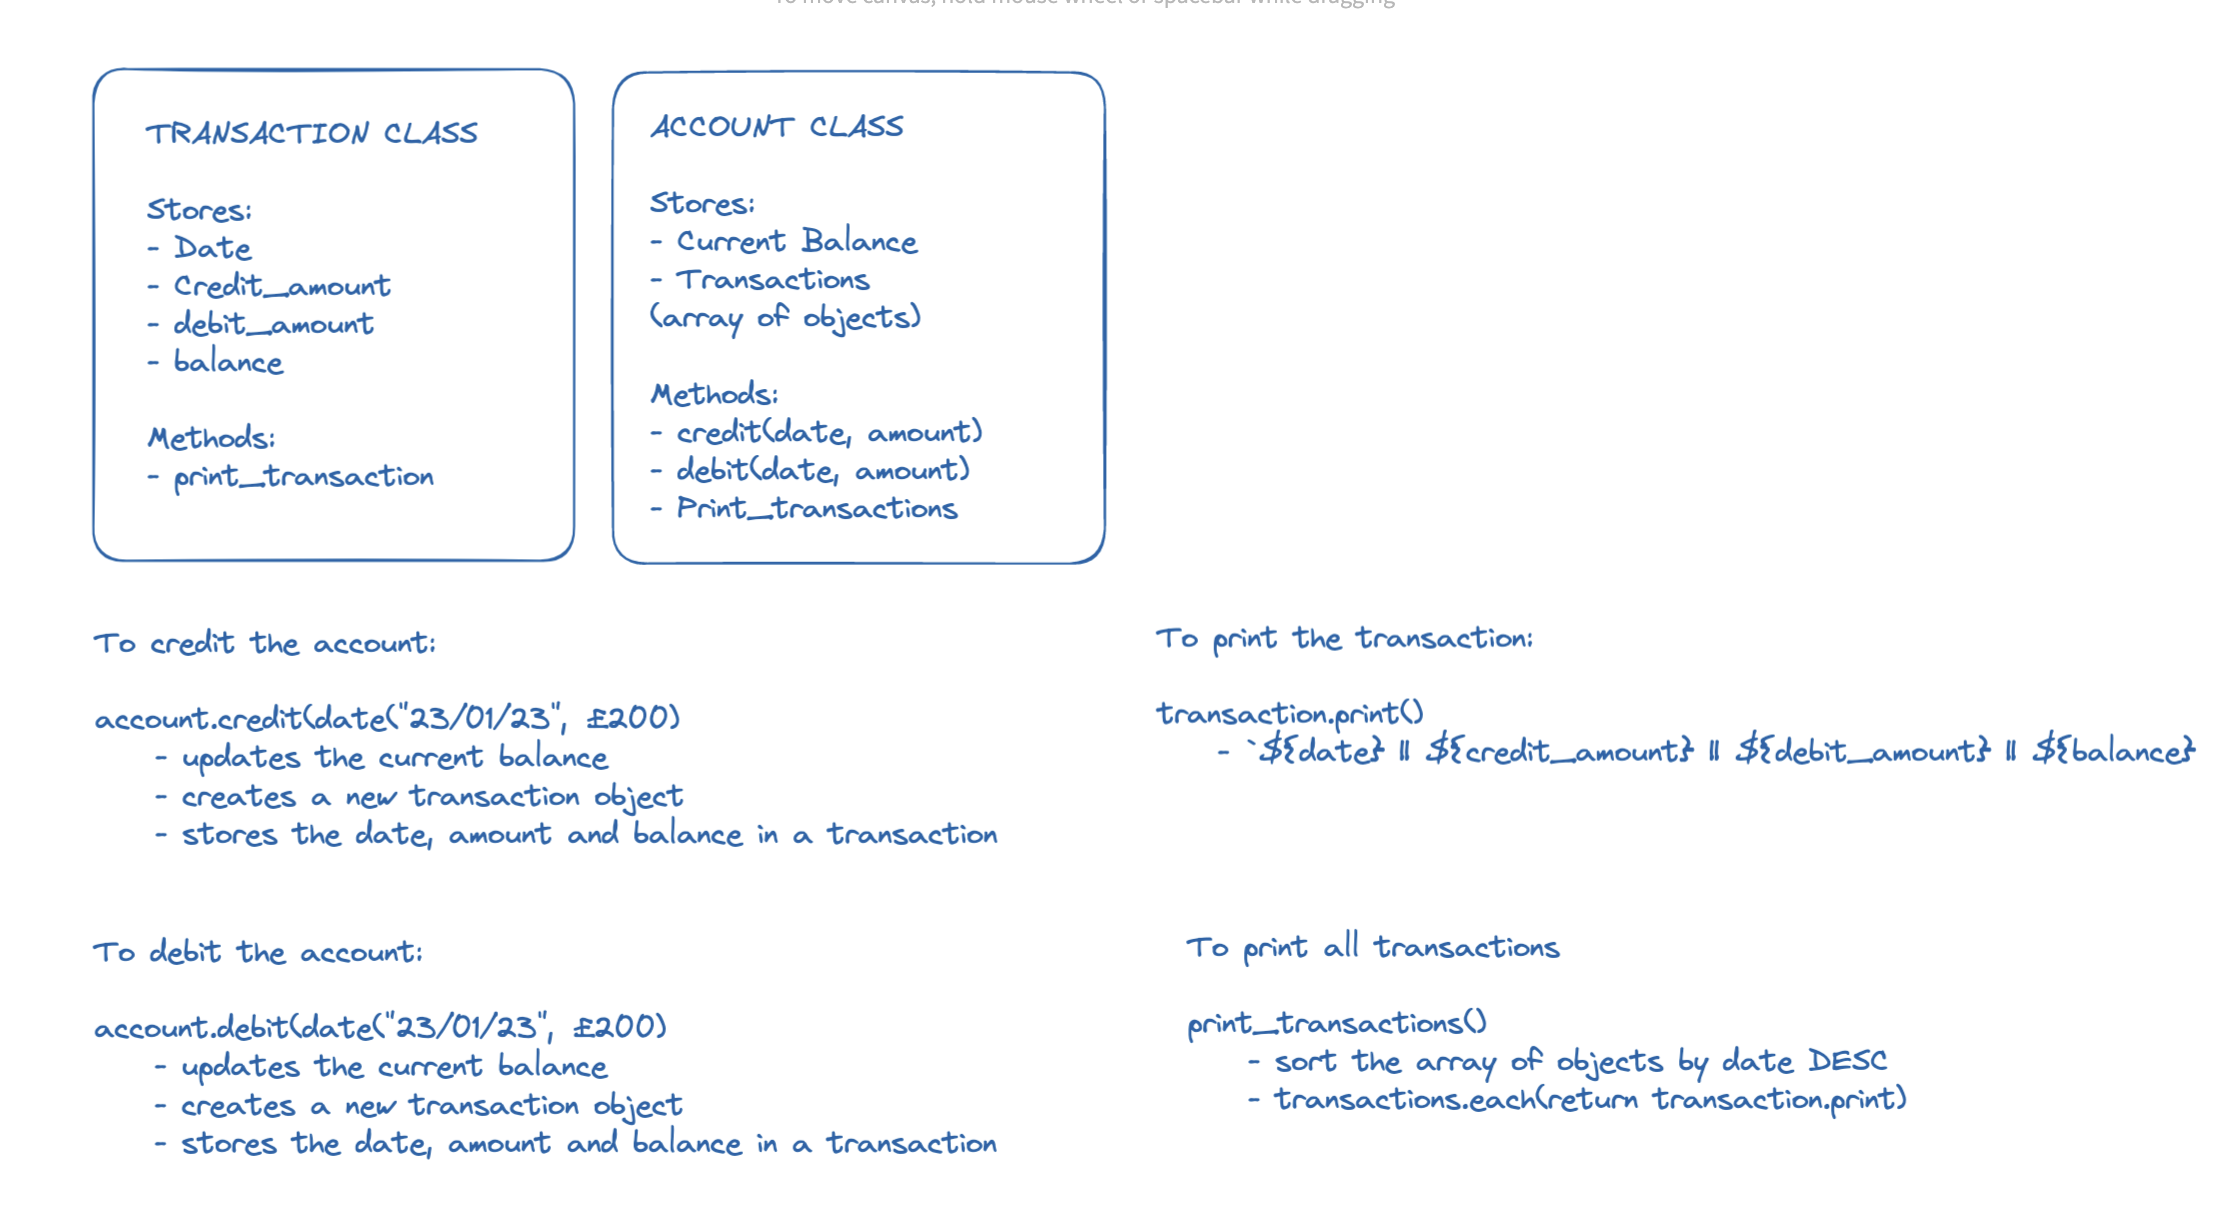 To move canvas, hold mouse wheel or spacebar while dragging
TRANSACTION CLASS
Stores:
- Date
- Credit_amount
- debit_amount
- balance
Methods:
- print_transaction
ACCOUNT CLASS
Stores:
- Current Balance
- Transactions
(array of objects)
Methods:
- credit(date, amount)
- debit(date, amount)
- Print_transactions
To credit the account:
account.credit(date("23/01/23", £200)
- updates the current balance
- creates a new transaction object
- stores the date, amount and balance in a transaction
To print the transaction:
transaction.print()
- `${date} || ${credit_amount} || ${debit_amount} || ${balance}
To debit the account:
account.debit(date("23/01/23", £200)
- updates the current balance
- creates a new transaction object
- stores the date, amount and balance in a transaction
To print all transactions
print_transactions()
- sort the array of objects by date DESC
- transactions.each(return transaction.print)